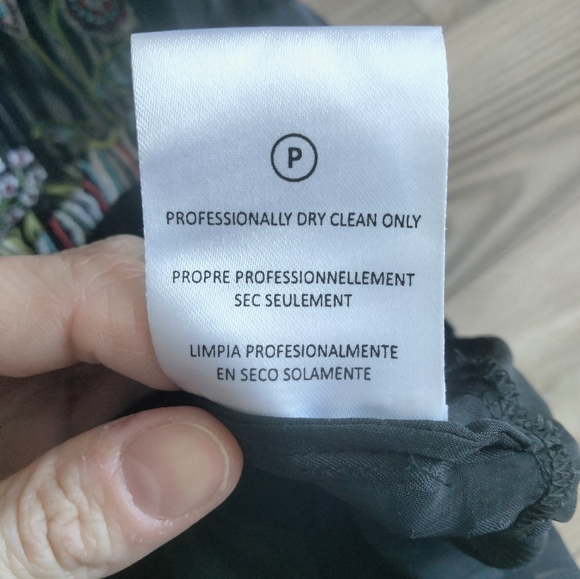 P
PROFESSIONALLY DRY CLEAN ONLY
PROPRE PROFESSIONNELLEMENT
SEC SEULEMENT
LIMPIA PROFESIONALMENTE
EN SECO SOLAMENTE